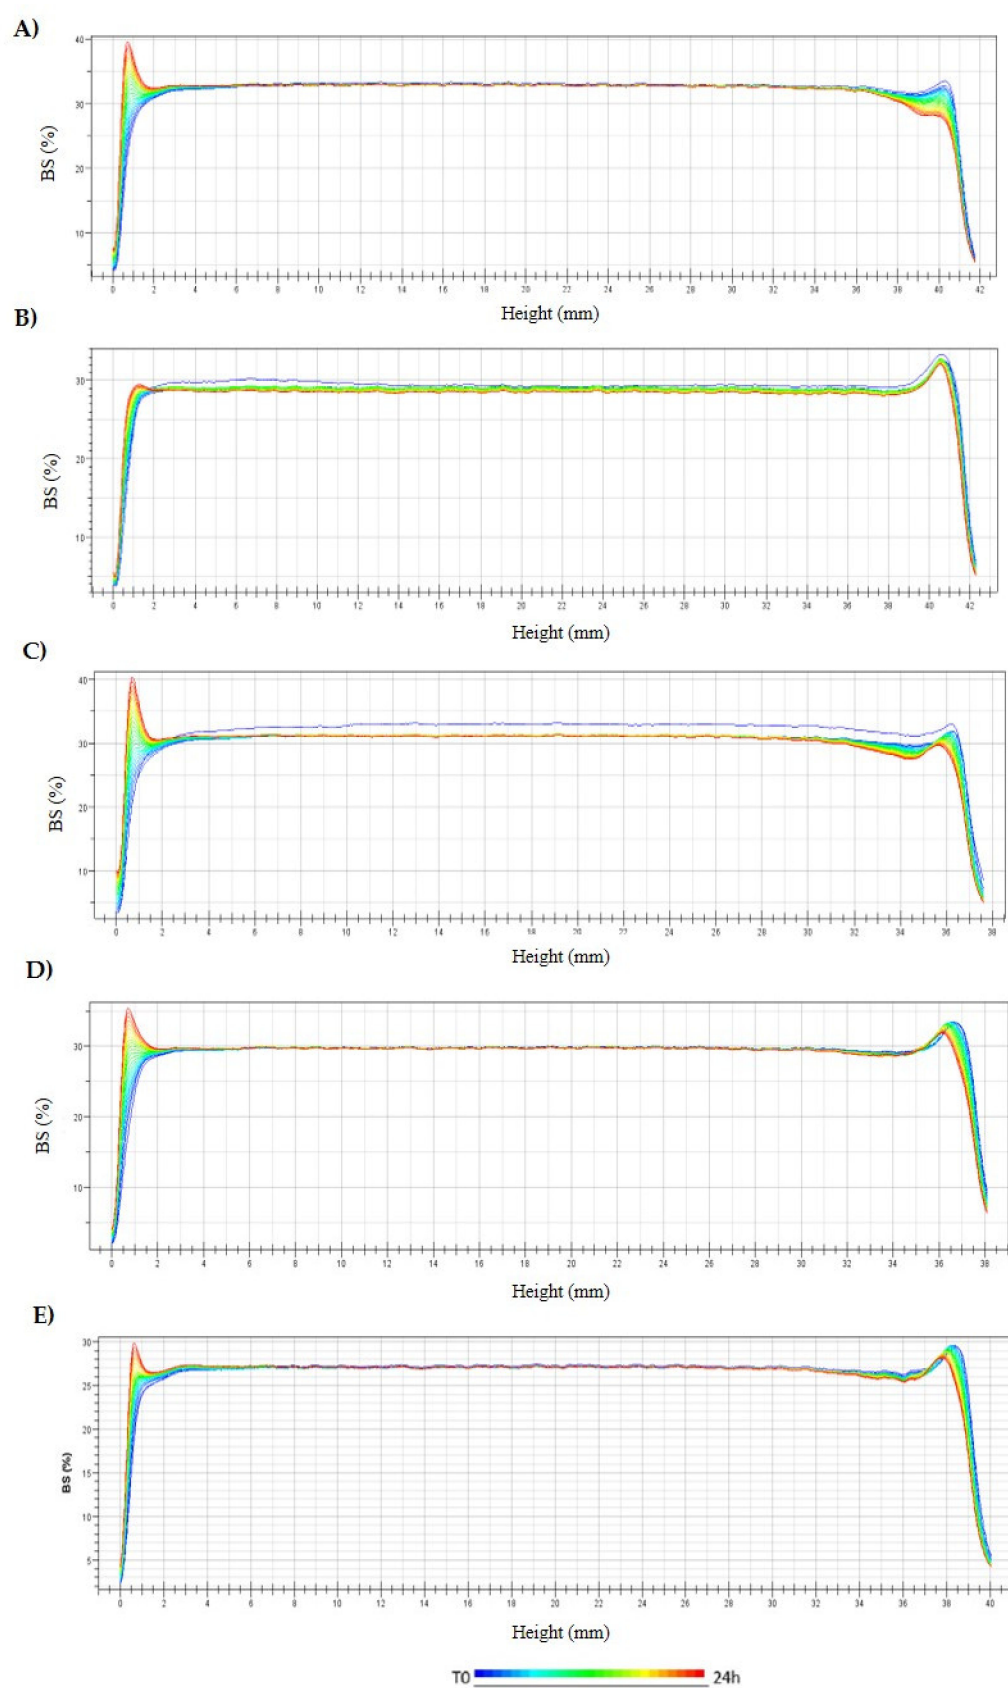 A)
40
30
20
10
BS (%)
0 2 4 6 8 10 12 14 16 18 20 22 24 26 28 30 32 34 36 38 40 42
Height (mm)
B)
30
20
10
BS (%)
0 2 4 6 8 10 12 14 16 18 20 22 24 26 28 30 32 34 36 38 40 42
Height (mm)
C)
40
30
20
10
BS (%)
0 2 4 6 8 10 12 14 16 18 20 22 24 26 28 30 32 34 36 38
Height (mm)
D)
30
20
10
BS (%)
0 2 4 6 8 10 12 14 16 18 20 22 24 26 28 30 32 34 36 38
Height (mm)
E)
30
25
20
15
10
5
BS (%)
0 2 4 6 8 10 12 14 16 18 20 22 24 26 28 30 32 34 36 38 40
Height (mm)
T0 24h